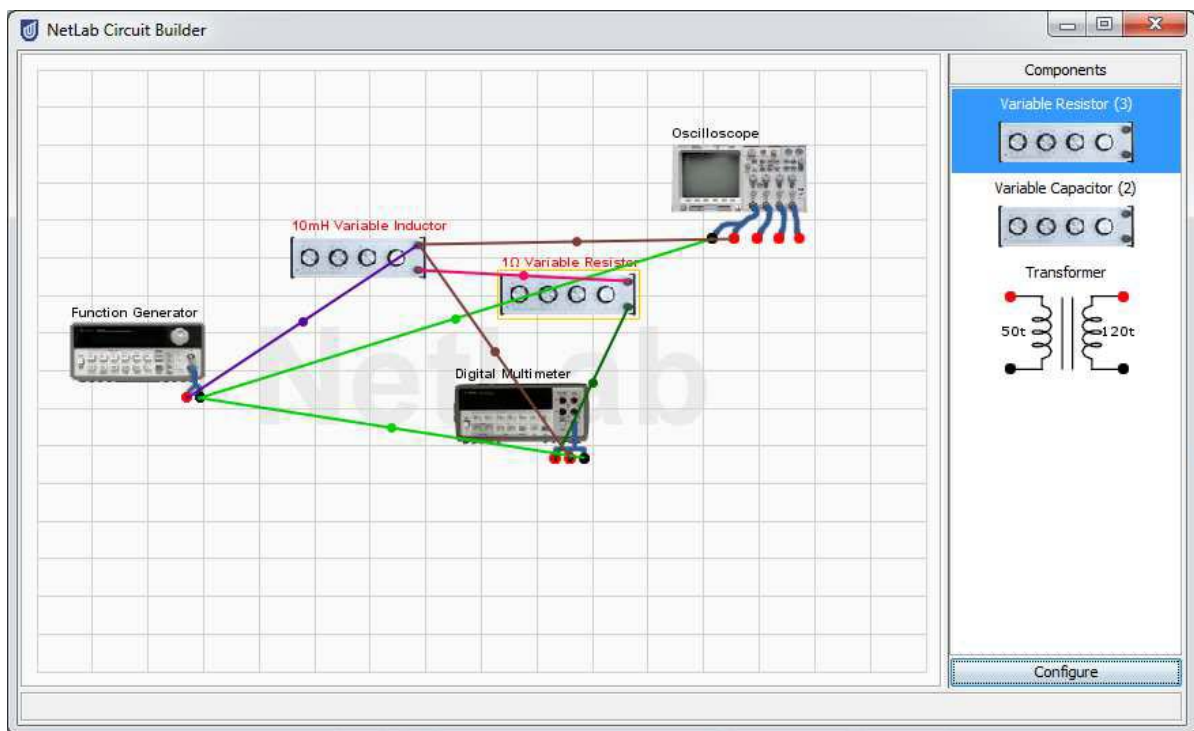 NetLab Circuit Builder
Components
Variable Resistor (3)
Variable Capacitor (2)
Transformer
50t
120t
Configure
Oscilloscope
10mH Variable Inductor
1Ω Variable Resistor
Function Generator
Digital Multimeter
NetLab